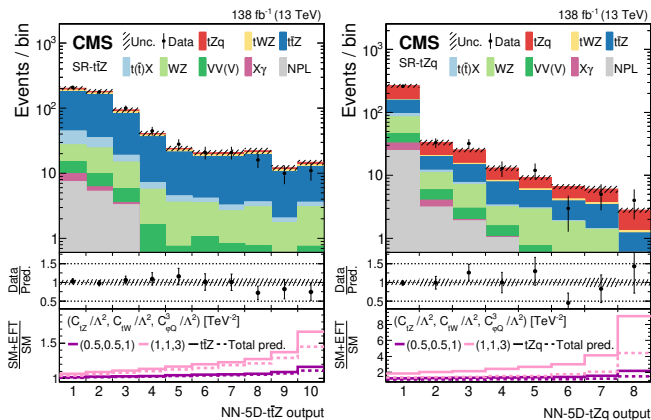 138 fb⁻¹ (13 TeV)
Events / bin
CMS
Unc. Data tZq tWZ tt̄Z
SR-tt̄Z
t(t̄)X WZ VV(V) Xγ NPL
10³
10²
10
1
Data
Pred.
1.5
1
0.5
SM+EFT
SM
(C_tZ /Λ², C_tW /Λ², C³_φQ /Λ²) [TeV⁻²]
(0.5,0.5,1) (1,1,3) tt̄Z Total pred.
1.5
1
1 2 3 4 5 6 7 8 9 10
NN-5D-tt̄Z output
138 fb⁻¹ (13 TeV)
Events / bin
CMS
Unc. Data tZq tWZ tt̄Z
SR-tZq
t(t̄)X WZ VV(V) Xγ NPL
10³
10²
10
1
Data
Pred.
1.5
1
0.5
SM+EFT
SM
(C_tZ /Λ², C_tW /Λ², C³_φQ /Λ²) [TeV⁻²]
(0.5,0.5,1) (1,1,3) tZq Total pred.
8
6
4
2
1 2 3 4 5 6 7 8
NN-5D-tZq output